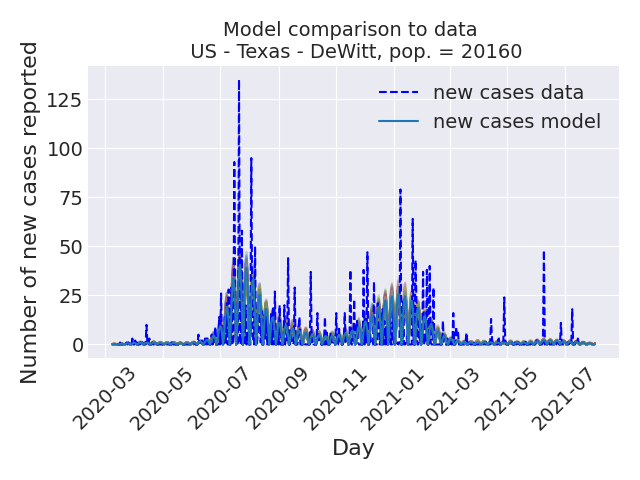 Model comparison to data
US - Texas - DeWitt, pop. = 20160
Number of new cases reported
125
100
75
50
25
0
new cases data
new cases model
2020-03
2020-05
2020-07
2020-09
2020-11
2021-01
2021-03
2021-05
2021-07
Day